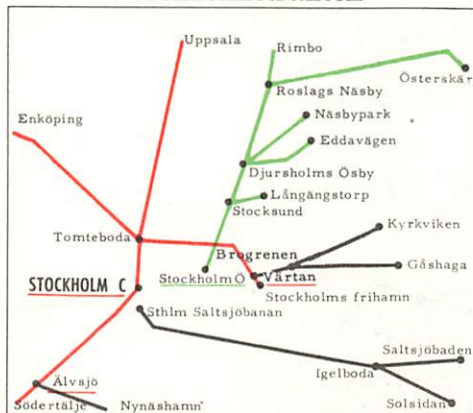 Uppsala
Rimbo
Österskär
Roslags Näsby
Enköping
Näsbypark
Eddavägen
Djursholms Ösby
Långängstorp
Stocksund
Kyrkviken
Tomteboda
Brogrenen
Gåshaga
Stockholm Ö
Värtan
STOCKHOLM C
Stockholms frihamn
Sthlm Saltsjöbanan
Saltsjöbaden
Igelboda
Älvsjö
Södertälje
Nynäshamn
Solsidan